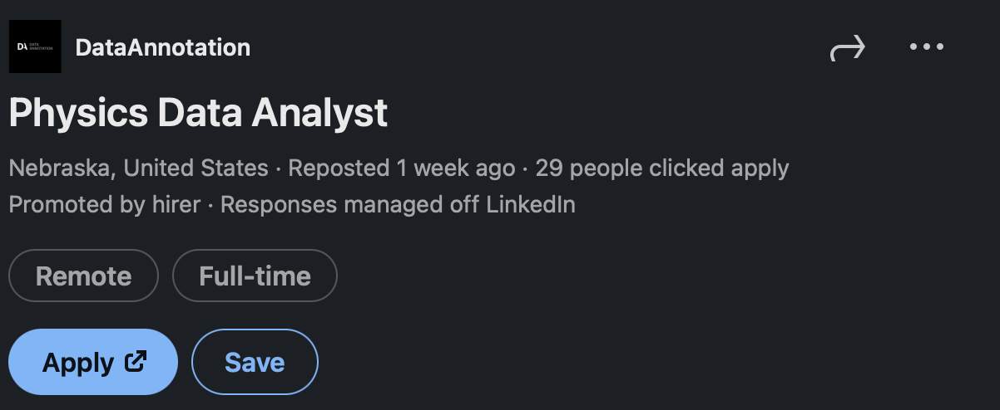 DA DATA
ANNOTATION
DataAnnotation
Physics Data Analyst
Nebraska, United States · Reposted 1 week ago · 29 people clicked apply
Promoted by hirer · Responses managed off LinkedIn
Remote
Full-time
Apply
Save